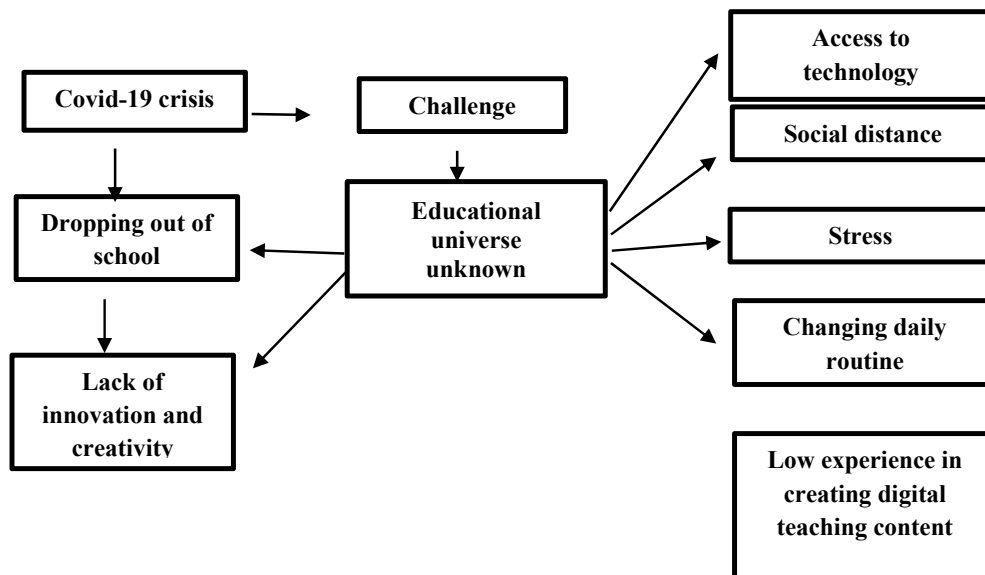 Covid-19 crisis
Dropping out of
school
Lack of
innovation and
creativity
Challenge
Educational
universe
unknown
Access to
technology
Social distance
Stress
Changing daily
routine
Low experience in
creating digital
teaching content